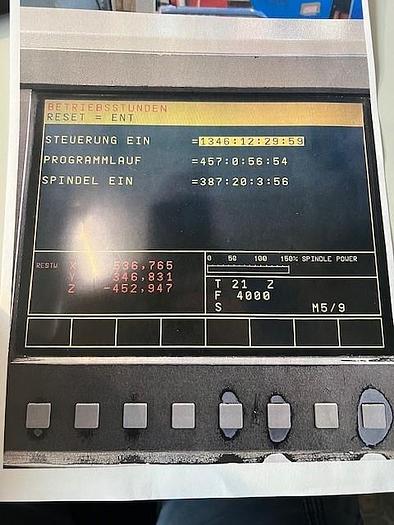 BETRIEBSSTUNDEN
RESET = ENT
STEUERUNG EIN =1346:12:29:59
PROGRAMMLAUF =457:0:56:54
SPINDEL EIN =387:20:3:56
RESTW X -536,765
Y -346,831
Z -452,947
0 50 100 150% SPINDLE POWER
T 21 Z
F 4000
S M5/9